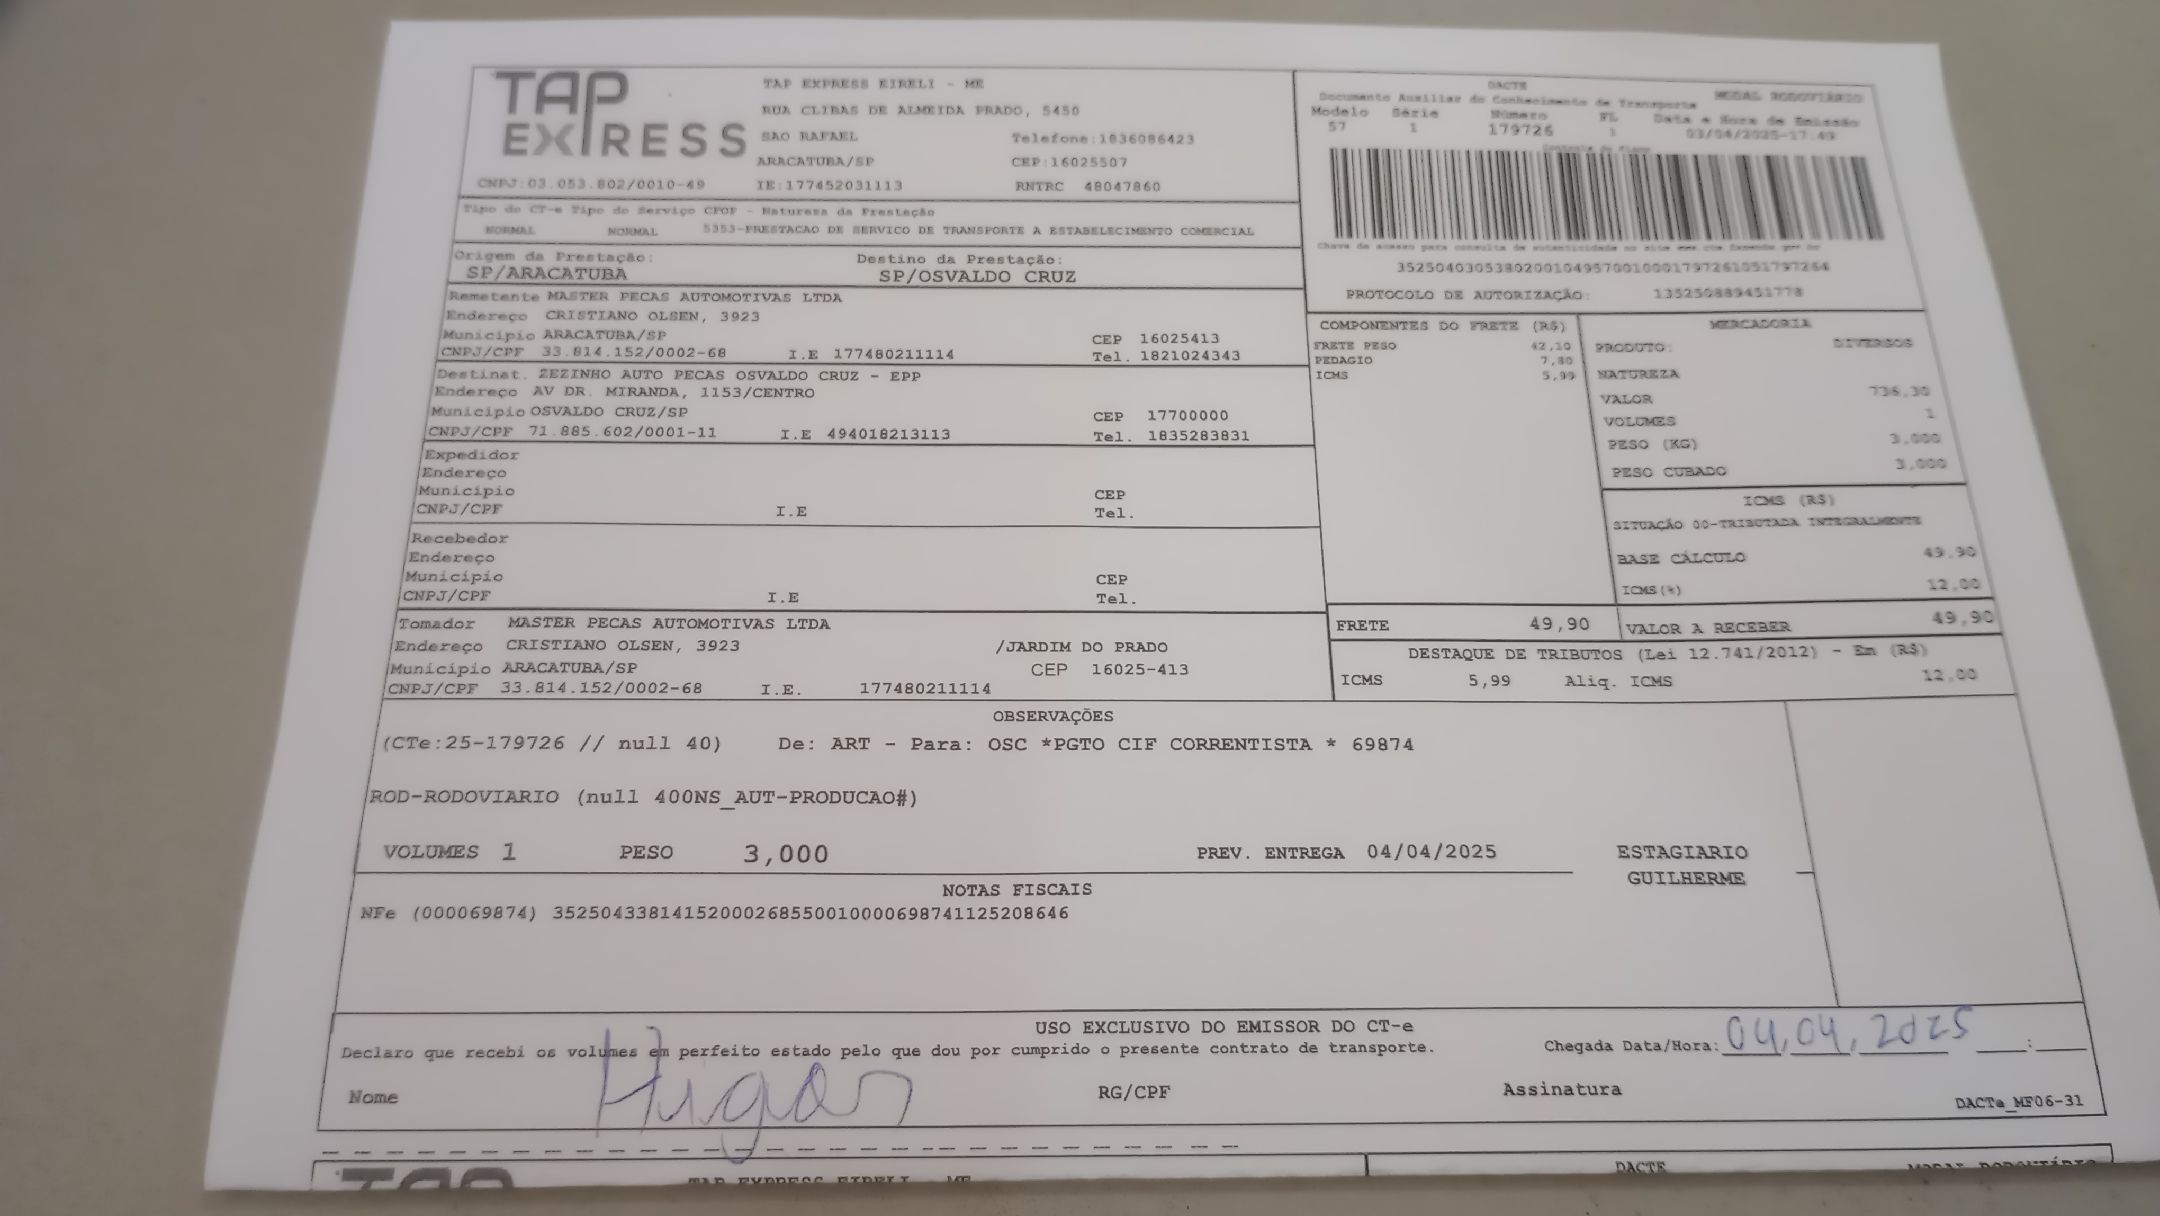 TAP
EXPRESS
TAP EXPRESS EIRELI - ME
RUA CLIBAS DE ALMEIDA PRADO, 5450
SAO RAFAEL Telefone:1836086423
ARACATUBA/SP CEP:16025507
CNPJ:03.053.802/0010-49 IE:177452031113 RNTRC 48047860
DACTE
Documento Auxiliar do Conhecimento de Transporte MODAL RODOVIÁRIO
Modelo Série Número FL Data e Hora de Emissão
57 1 179726 1 03/04/2025-17:49
Tipo do CT-e Tipo do Serviço CFOP - Natureza da Prestação
NORMAL NORMAL 5353-PRESTACAO DE SERVICO DE TRANSPORTE A ESTABELECIMENTO COMERCIAL
Chave de acesso para consulta de autenticidade no site
35250403053802001049570010001797261051797264
PROTOCOLO DE AUTORIZAÇÃO: 135250889451778
Origem da Prestação: Destino da Prestação:
SP/ARACATUBA SP/OSVALDO CRUZ
Remetente MASTER PECAS AUTOMOTIVAS LTDA
Endereço CRISTIANO OLSEN, 3923
Município ARACATUBA/SP CEP 16025413
CNPJ/CPF 33.814.152/0002-68 I.E 177480211114 Tel. 1821024343
Destinat. ZEZINHO AUTO PECAS OSVALDO CRUZ - EPP
Endereço AV DR. MIRANDA, 1153/CENTRO
Município OSVALDO CRUZ/SP CEP 17700000
CNPJ/CPF 71.885.602/0001-11 I.E 494018213113 Tel. 1835283831
Expedidor
Endereço
Município CEP
CNPJ/CPF I.E Tel.
Recebedor
Endereço
Município CEP
CNPJ/CPF I.E Tel.
Tomador MASTER PECAS AUTOMOTIVAS LTDA
Endereço CRISTIANO OLSEN, 3923 /JARDIM DO PRADO
Município ARACATUBA/SP CEP 16025-413
CNPJ/CPF 33.814.152/0002-68 I.E. 177480211114
COMPONENTES DO FRETE (R$)
FRETE PESO 42,10
PEDAGIO 7,80
ICMS 5,99
MERCADORIA
PRODUTO: DIVERSOS
NATUREZA
VALOR 736,30
VOLUMES 1
PESO (KG) 3,000
PESO CUBADO 3,000
ICMS (R$)
SITUAÇÃO 00-TRIBUTADA INTEGRALMENTE
BASE CÁLCULO 49,90
ICMS(%) 12,00
FRETE 49,90 VALOR A RECEBER 49,90
DESTAQUE DE TRIBUTOS (Lei 12.741/2012) - Em (R$)
ICMS 5,99 Aliq. ICMS 12,00
OBSERVAÇÕES
(CTe:25-179726 // null 40) De: ART - Para: OSC *PGTO CIF CORRENTISTA * 69874
ROD-RODOVIARIO (null 400NS_AUT-PRODUCAO#)
VOLUMES 1 PESO 3,000 PREV. ENTREGA 04/04/2025 ESTAGIARIO
GUILHERME
NOTAS FISCAIS
NFe (000069874) 35250433814152000268550010000698741125208646
USO EXCLUSIVO DO EMISSOR DO CT-e
Declaro que recebi os volumes em perfeito estado pelo que dou por cumprido o presente contrato de transporte. Chegada Data/Hora: 04,04,2025 :
Nome RG/CPF Assinatura DACTe_MF06-31
TAP EXPRESS EIRELI - ME DACTE MODAL RODOVIÁRIO